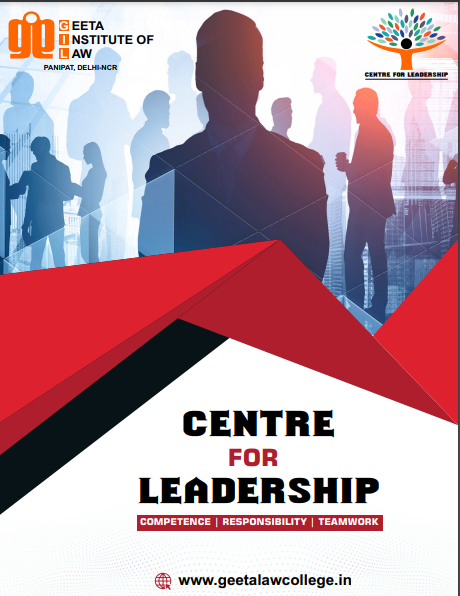 GEETA
INSTITUTE OF
LAW
PANIPAT, DELHI-NCR
CENTRE FOR LEADERSHIP
CENTRE
FOR
LEADERSHIP
COMPETENCE | RESPONSIBILITY | TEAMWORK
www.geetalawcollege.in